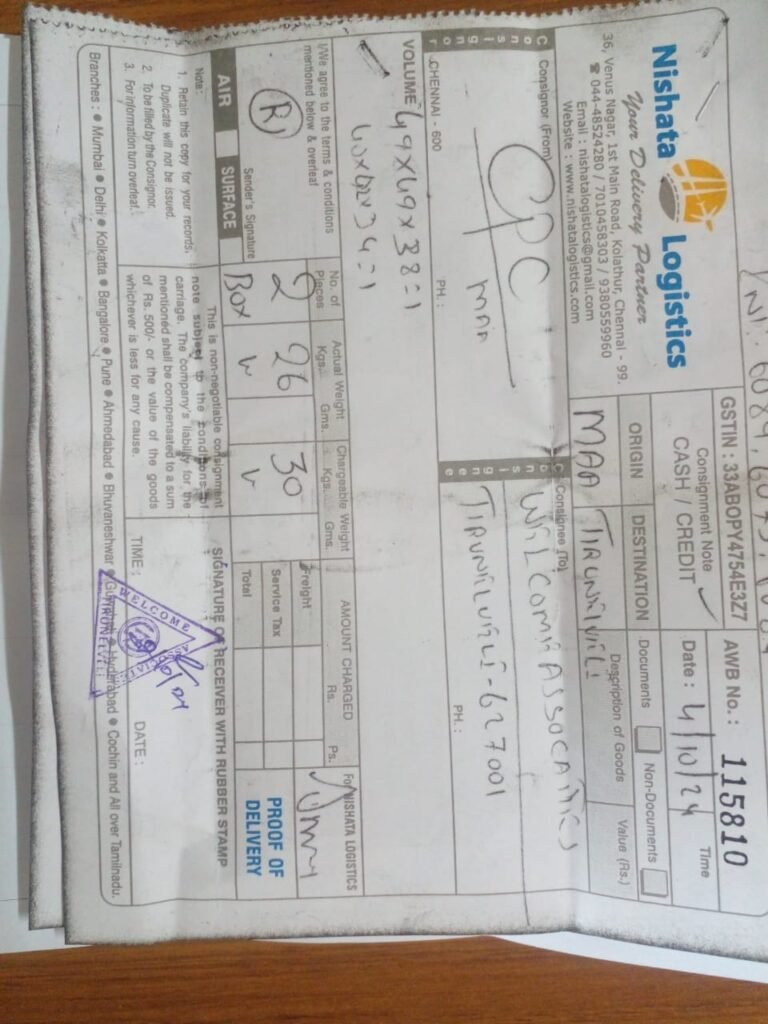 Nishata Logistics
Your Delivery Partner
36, Venus Nagar, 1st Main Road, Kolathur, Chennai - 99.
☎ 044-48524280 / 7010458303 / 9380559960
Email : nishatalogistics@gmail.com
Website : www.nishatalogistics.com
GSTIN : 33ABOPY4754E3Z7
AWB No. : 115810
Consignment Note
CASH / CREDIT ✓
Date : 4/10/24
Time
ORIGIN
MAA
DESTINATION
TIRUNELVELI
Documents
Non-Documents
Description of Goods
Value (Rs.)
Consignor
Consignor (From)
CPC
MAA
CHENNAI - 600
PH. :
Consignee
Consignee (To)
WELCOME ASSOCAITES
TIRUNELVELI-627001
PH. :
VOLUME 49X49X38=1
40X42X34=1
I/We agree to the terms & conditions
mentioned below & overleaf
Sender's Signature
No. of Pieces
2
Box
Actual Weight
Kgs. Gms.
26
Chargeable Weight
Kgs. Gms.
30
AMOUNT CHARGED
Rs. Ps.
Freight
Service Tax
Total
For NISHATA LOGISTICS
PROOF OF DELIVERY
AIR
SURFACE
Note:
1. Retain this copy for your records,
Duplicate will not be issued.
2. To be filled by the Consignor.
3. For information turn overleaf.
This is non-negotiable consignment
note subject to the conditions of
carriage. The company's liability for the
mentioned shall be compensated to a sum
of Rs. 500/- or the value of the goods
whichever is less for any cause.
SIGNATURE OF RECEIVER WITH RUBBER STAMP
TIME :
DATE :
WELCOME
ASSOCIATES
TIRUNELVELI
Branches : ● Mumbai ● Delhi ● Kolkatta ● Bangalore ● Pune ● Ahmedabad ● Bhuvaneshwar ● Hyderabad ● Cochin and All over Tamilnadu.